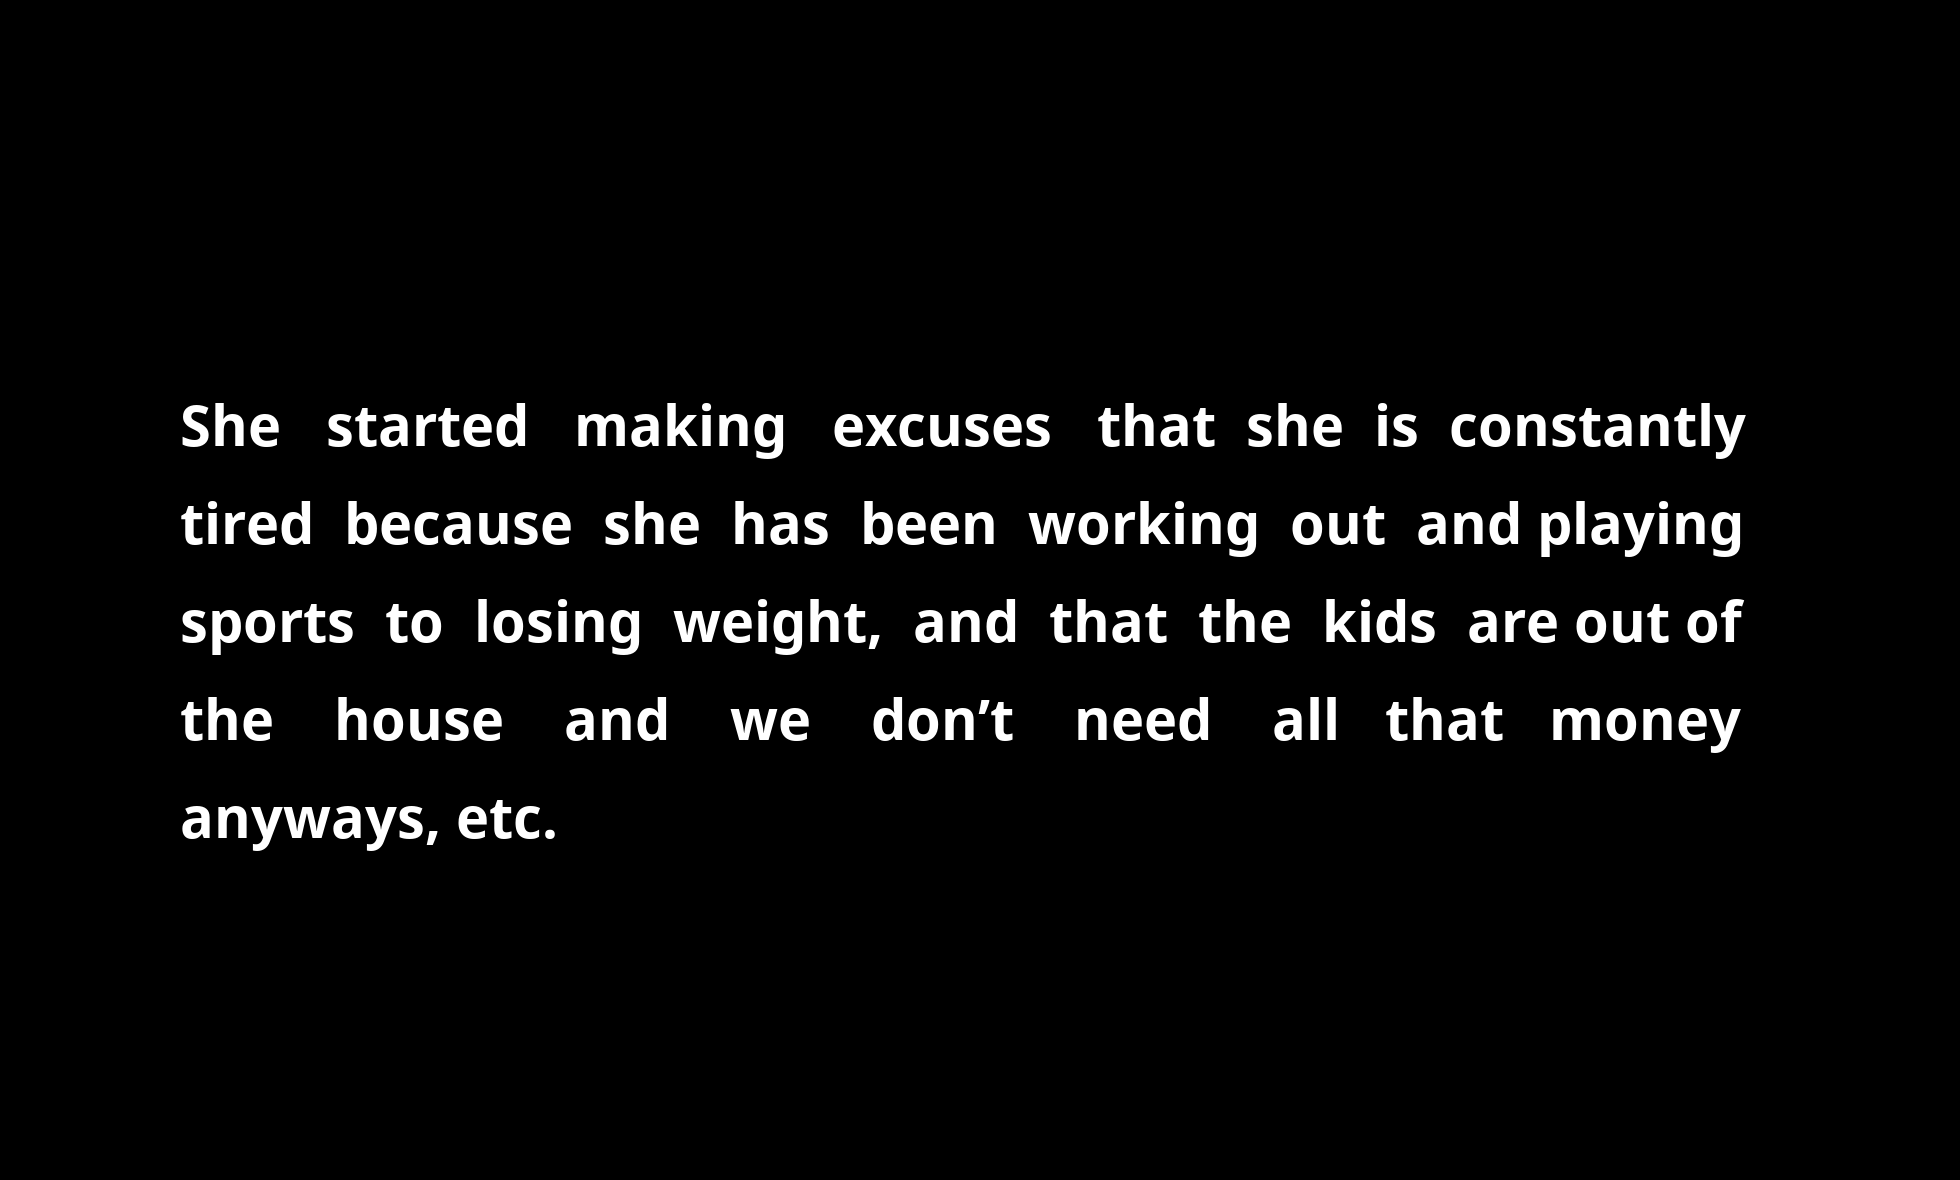 She started making excuses that she is constantly
tired because she has been working out and playing
sports to losing weight, and that the kids are out of
the house and we don’t need all that money
anyways, etc.